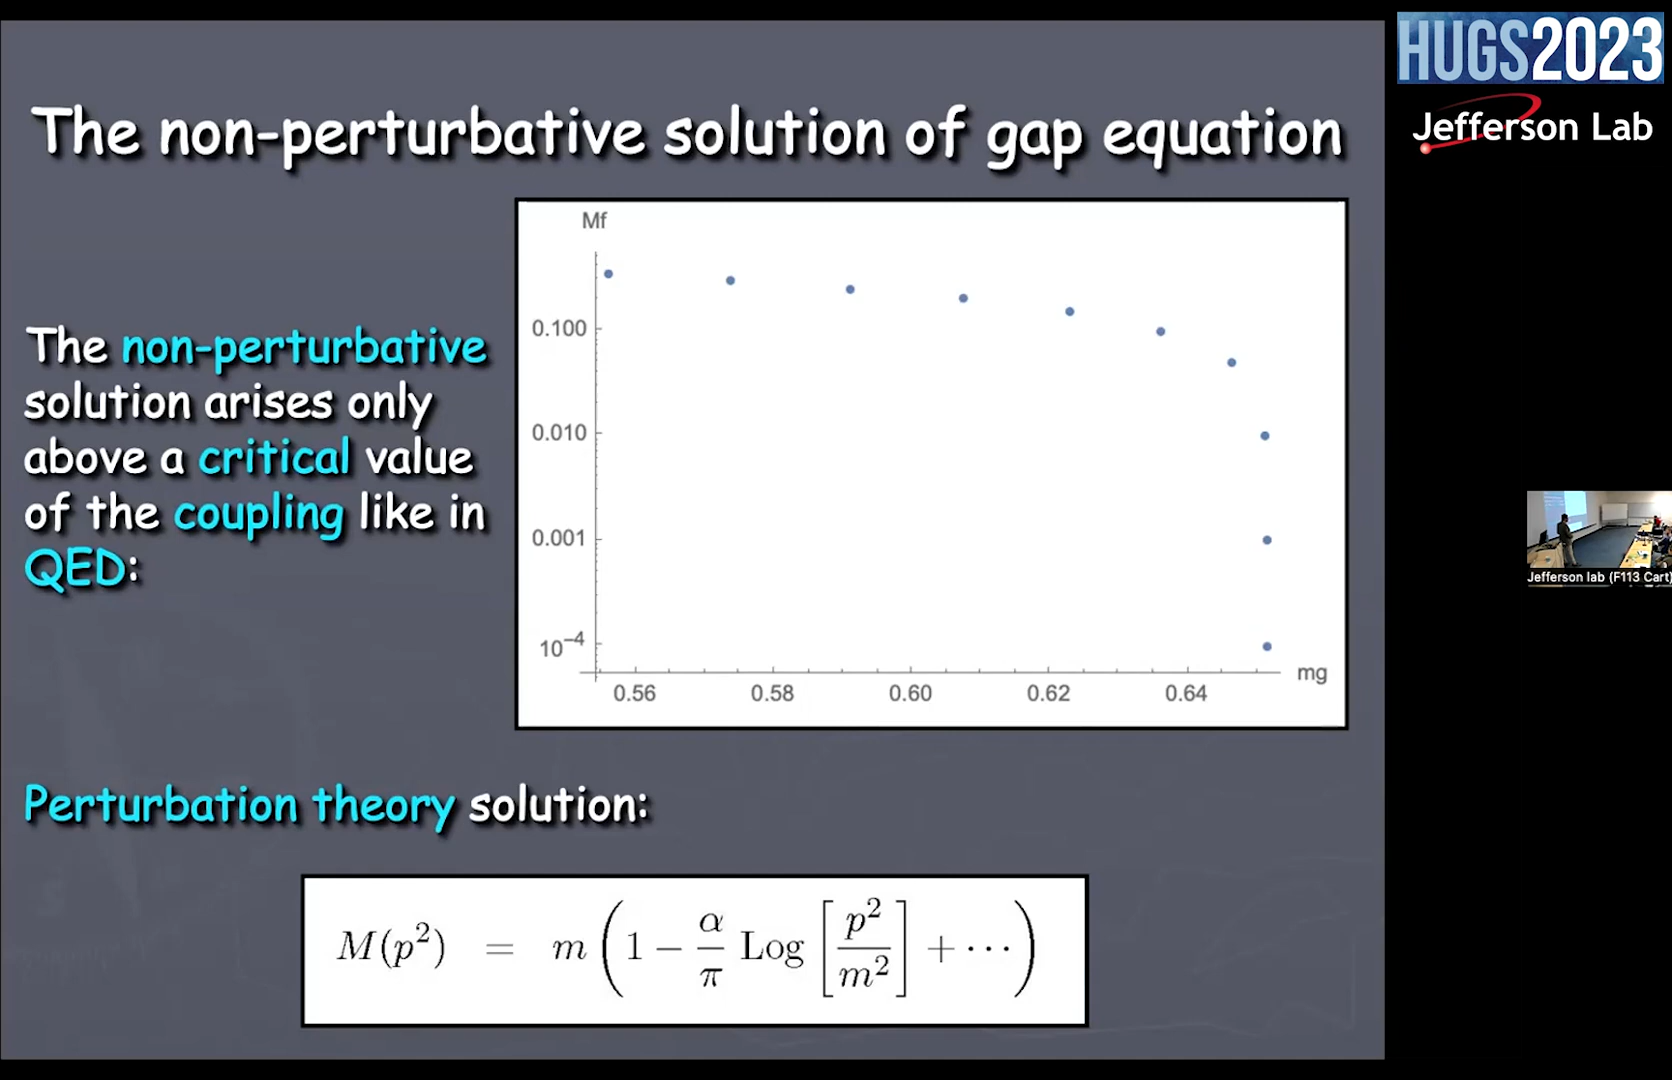 HUGS2023
Jefferson Lab
The non-perturbative solution of gap equation
The non-perturbative
solution arises only
above a critical value
of the coupling like in
QED:
Mf
0.100
0.010
0.001
10⁻⁴
0.56 0.58 0.60 0.62 0.64
mg
Jefferson lab (F113 Cart)
Perturbation theory solution:
M(p²) = m(1 − α/π Log[p²/m²] + ···)